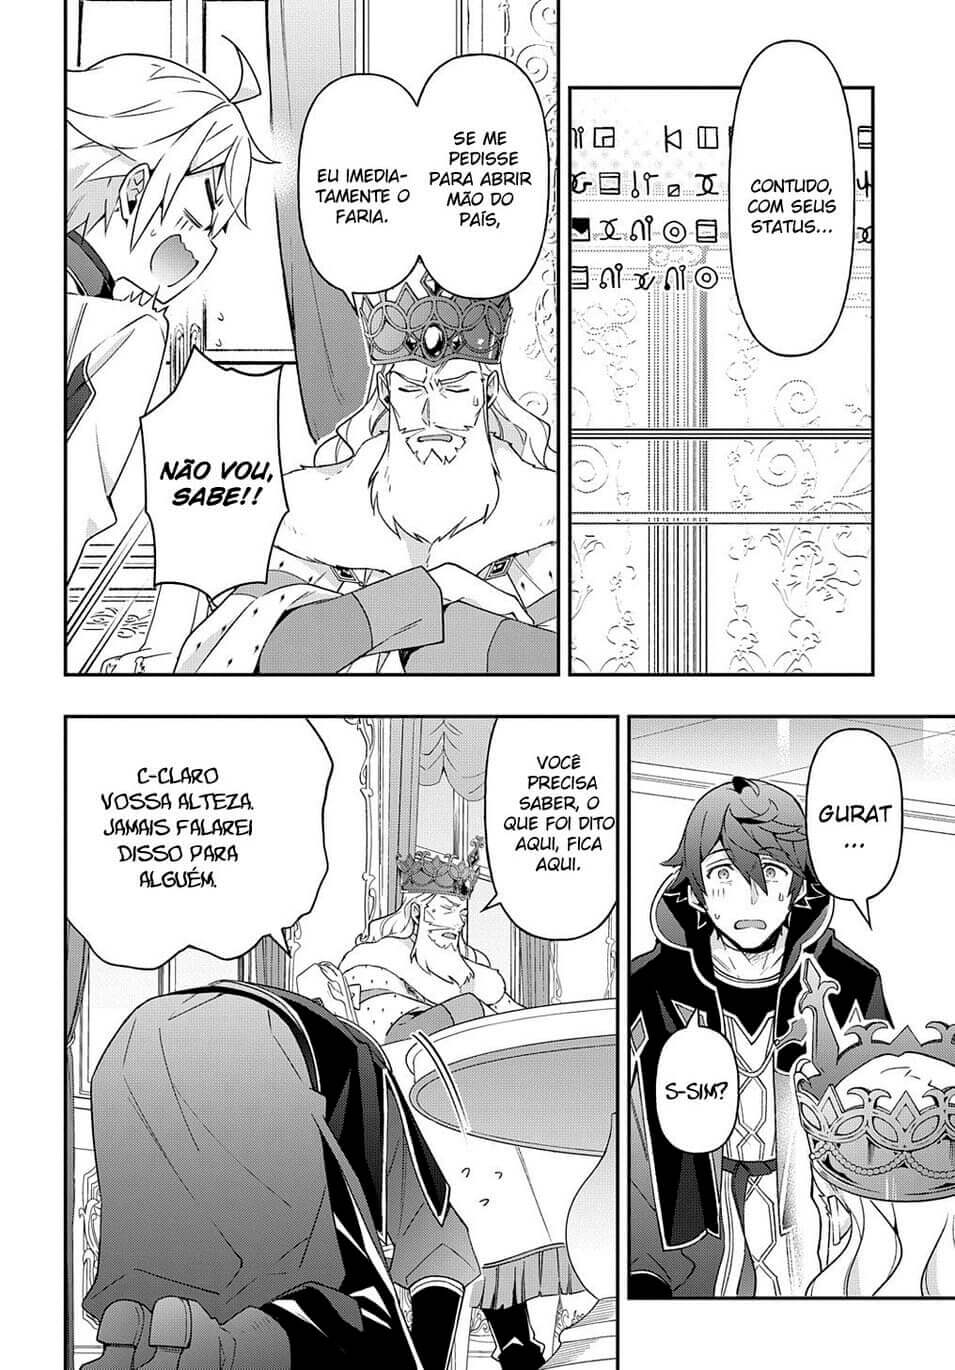 CONTUDO,
COM SEUS
STATUS...
SE ME
PEDISSE
PARA ABRIR
MÃO DO
PAÍS,
EU IMEDIA-
TAMENTE O
FARIA.
NÃO VOU,
SABE!!
GURAT
...
S-SIM?
VOCÊ
PRECISA
SABER, O
QUE FOI DITO
AQUI, FICA
AQUI.
C-CLARO
VOSSA ALTEZA.
JAMAIS FALAREI
DISSO PARA
ALGUÉM.